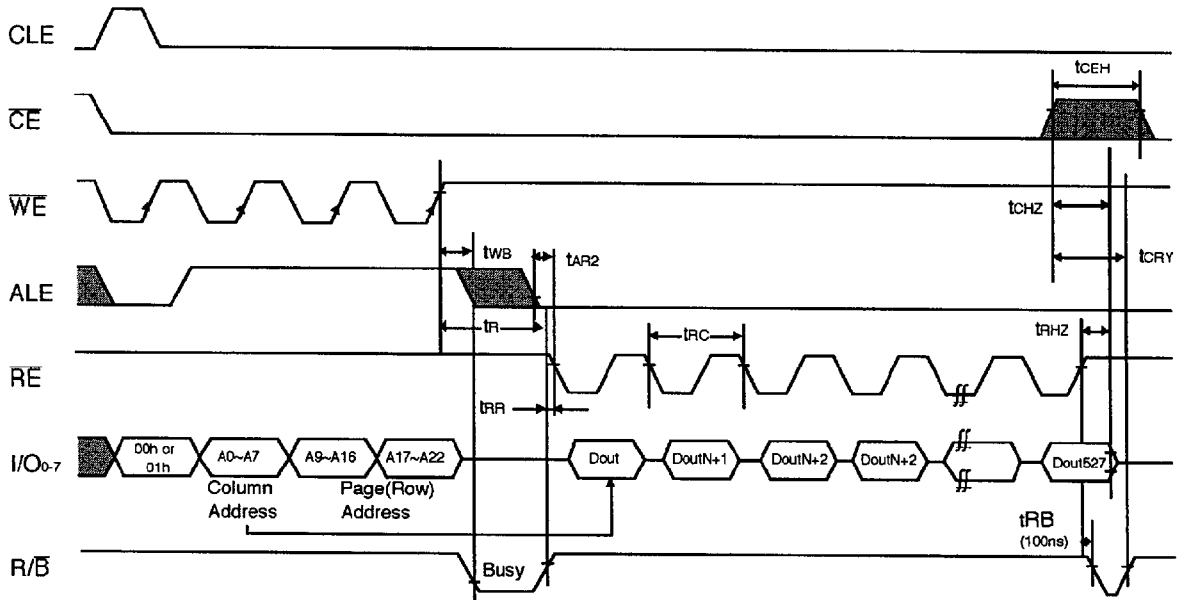 CLE
tCEH
CE
WE
tCHZ
tWB
tAR2
tCRY
ALE
tR
tRC
tRHZ
RE
tRR
I/O0-7
00h or
01h
A0~A7
A9~A16
A17~A22
Dout
DoutN+1
DoutN+2
DoutN+2
Dout527
Column
Address
Page(Row)
Address
tRB
(100ns)
R/B
Busy